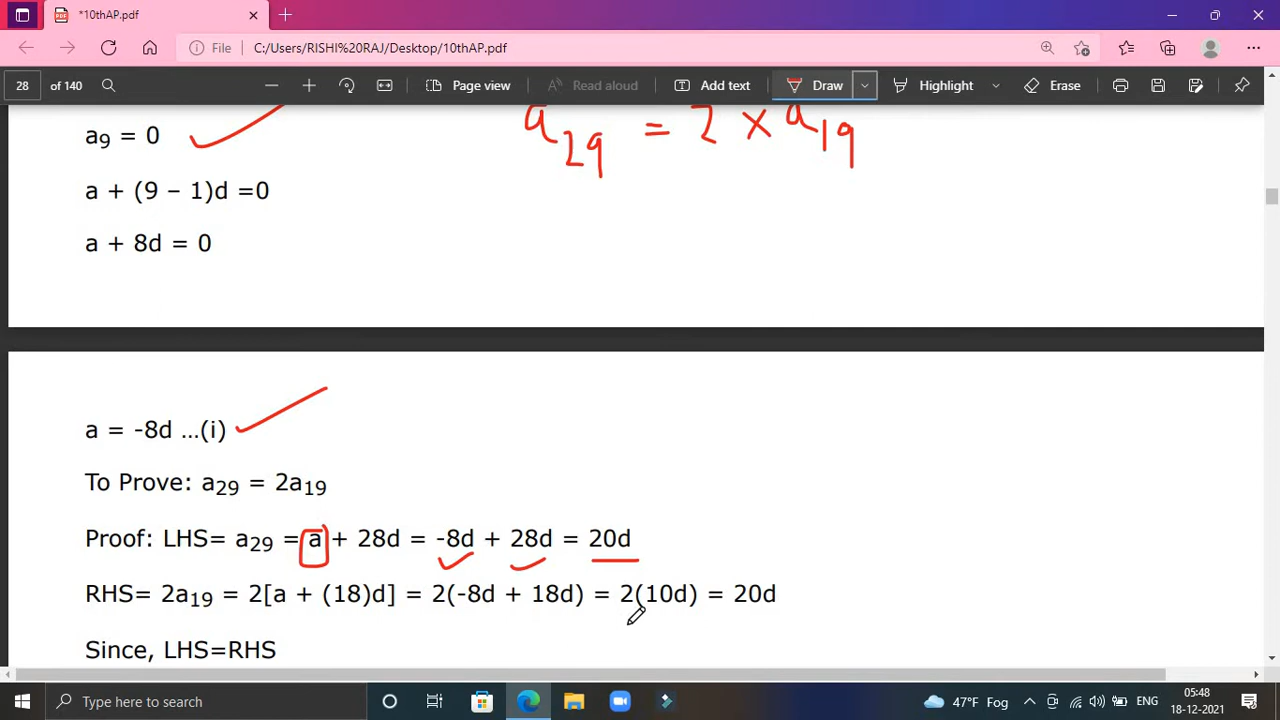 *10thAP.pdf
File C:/Users/RISHI%20RAJ/Desktop/10thAP.pdf
28 of 140 Page view Read aloud Add text Draw Highlight Erase
a₉ = 0
a₂₉ = 2 × a₁₉
a + (9 – 1)d =0
a + 8d = 0
a = -8d ...(i)
To Prove: a₂₉ = 2a₁₉
Proof: LHS= a₂₉ = a + 28d = -8d + 28d = 20d
RHS= 2a₁₉ = 2[a + (18)d] = 2(-8d + 18d) = 2(10d) = 20d
Since, LHS=RHS
Type here to search 47°F Fog ENG 05:48
18-12-2021